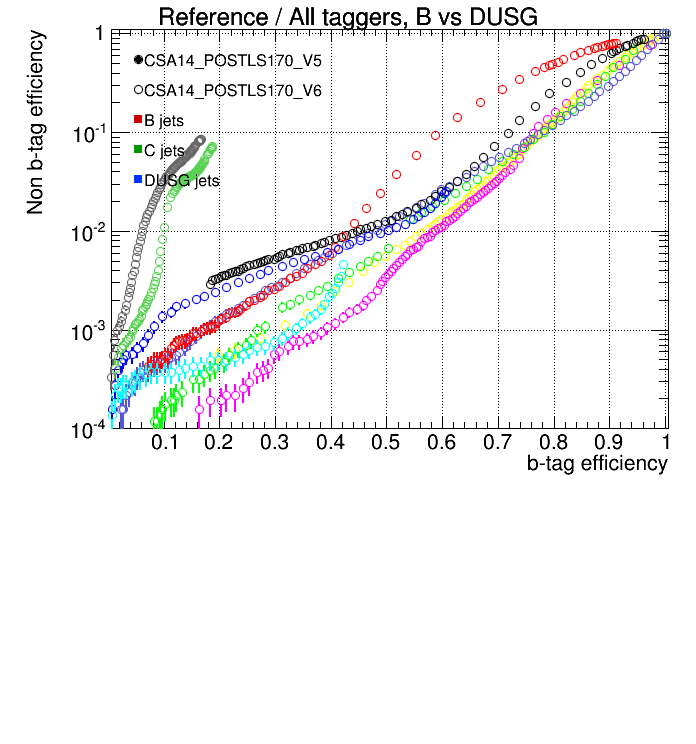 Reference / All taggers, B vs DUSG
Non b-tag efficiency
1
10-1
10-2
10-3
10-4
CSA14_POSTLS170_V5
CSA14_POSTLS170_V6
B jets
C jets
DUSG jets
0.1 0.2 0.3 0.4 0.5 0.6 0.7 0.8 0.9 1
b-tag efficiency